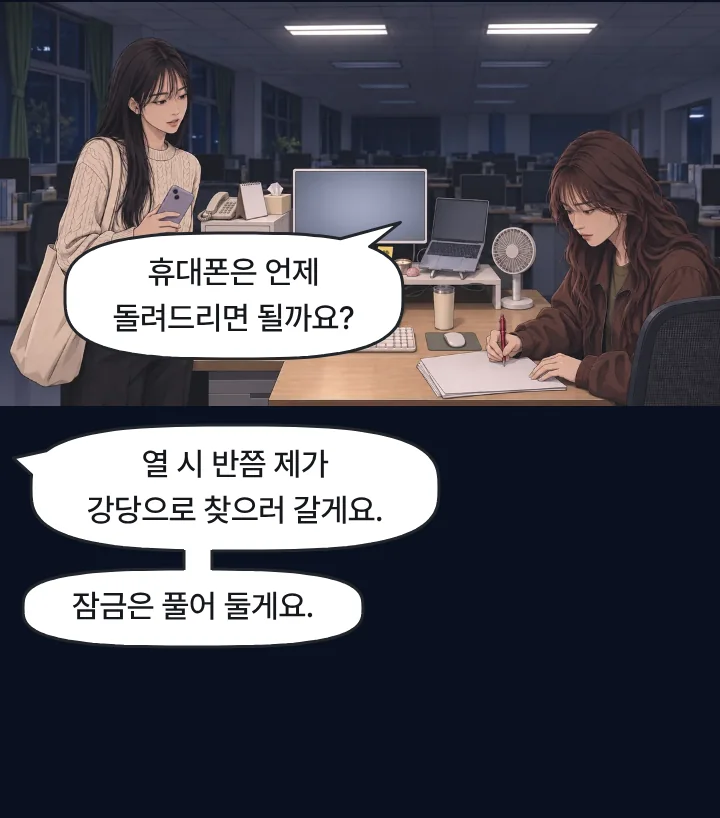 휴대폰은 언제
돌려드리면 될까요?
열 시 반쯤 제가
강당으로 찾으러 갈게요.
잠금은 풀어 둘게요.